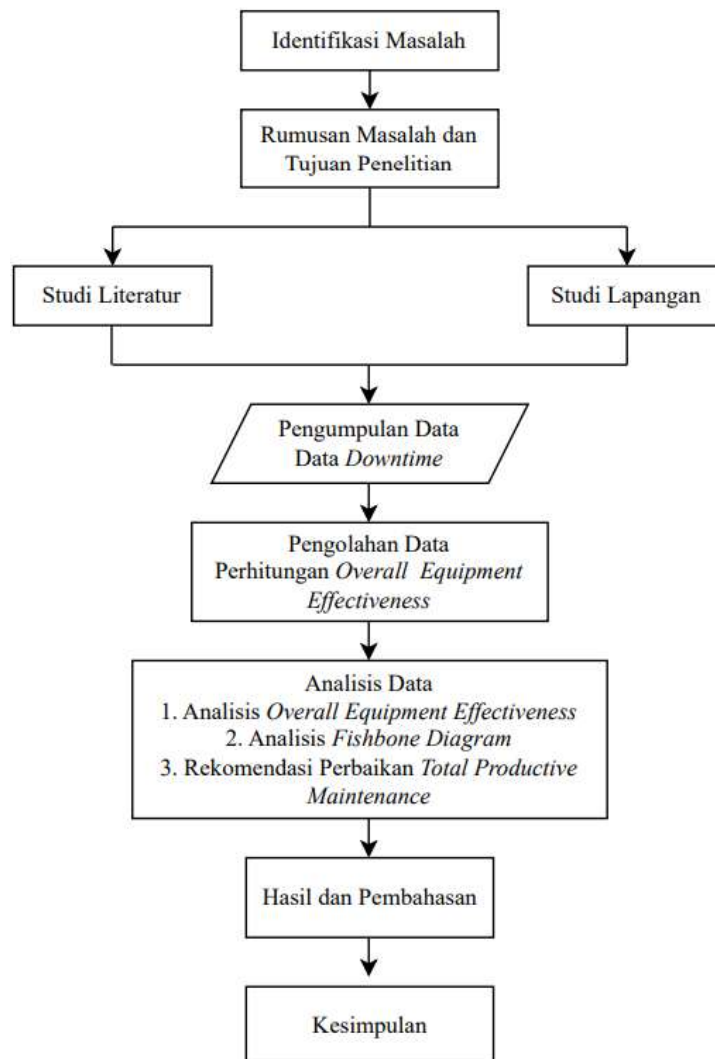 Identifikasi Masalah
Rumusan Masalah dan
Tujuan Penelitian
Studi Literatur
Studi Lapangan
Pengumpulan Data
Data Downtime
Pengolahan Data
Perhitungan Overall Equipment
Effectiveness
Analisis Data
1. Analisis Overall Equipment Effectiveness
2. Analisis Fishbone Diagram
3. Rekomendasi Perbaikan Total Productive
Maintenance
Hasil dan Pembahasan
Kesimpulan